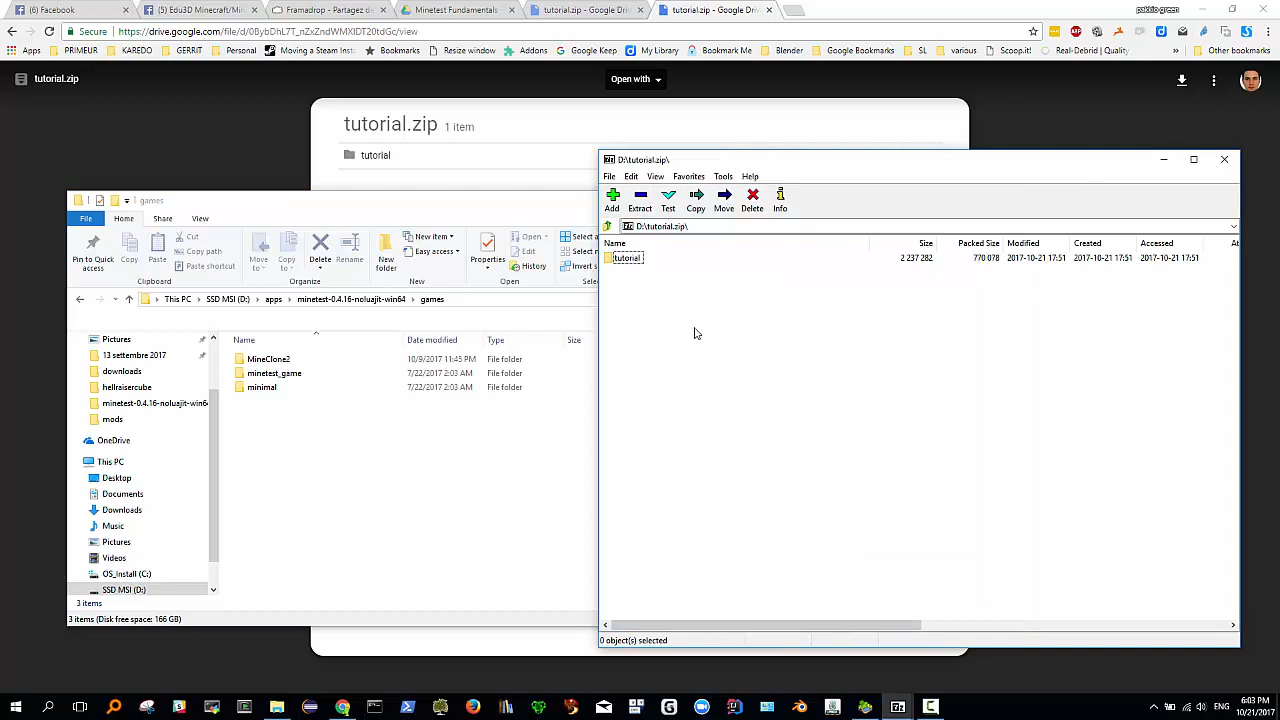 (6) Facebook
(5) Edu3D Minecraft/Min
Framadrop - Partagez de
Minetest Fundamentals
tutorial.zip - Google Driv
tutorial.zip - Google Driv
pakkio green
Secure
https://drive.google.com/file/d/
/view
Apps PRIMEUR KAREDO GERRIT Personal Moving a Steam Inst Bookmarks Resize window Addons Google Keep My Library Bookmark Me Blender Google Bookmarks SL various Scoop.it! Real-Debrid | Quality » Other bookmarks
tutorial.zip
Open with
tutorial.zip 1 item
tutorial
games
File Home Share View
Pin to Quick access
Copy
Paste
Cut
Copy path
Paste shortcut
Clipboard
Move to
Copy to
Delete
Rename
Organize
New folder
New item
Easy access
New
Properties
Open
Edit
History
Open
Select a
Select n
Invert s
This PC › SSD MSI (D:) › apps › minetest-0.4.16-noluajit-win64 › games
Pictures
13 settembre 2017
downloads
hellraisercube
minetest-0.4.16-noluajit-win6
mods
OneDrive
This PC
Desktop
Documents
Downloads
Music
Pictures
Videos
OS_Install (C:)
SSD MSI (D:)
Name Date modified Type Size
MineClone2 10/9/2017 11:45 PM File folder
minetest_game 7/22/2017 2:03 AM File folder
minimal 7/22/2017 2:03 AM File folder
3 items
3 items (Disk free space: 166 GB)
D:\tutorial.zip\
File Edit View Favorites Tools Help
Add Extract Test Copy Move Delete Info
D:\tutorial.zip\
Name Size Packed Size Modified Created Accessed At
tutorial 2 237 282 770 078 2017-10-21 17:51 2017-10-21 17:51 2017-10-21 17:51
0 object(s) selected
6:03 PM
10/21/2017